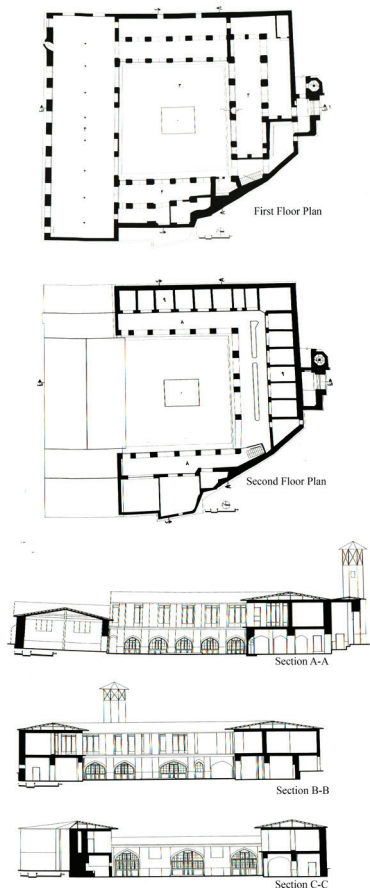 First Floor Plan
Second Floor Plan
Section A-A
Section B-B
Section C-C